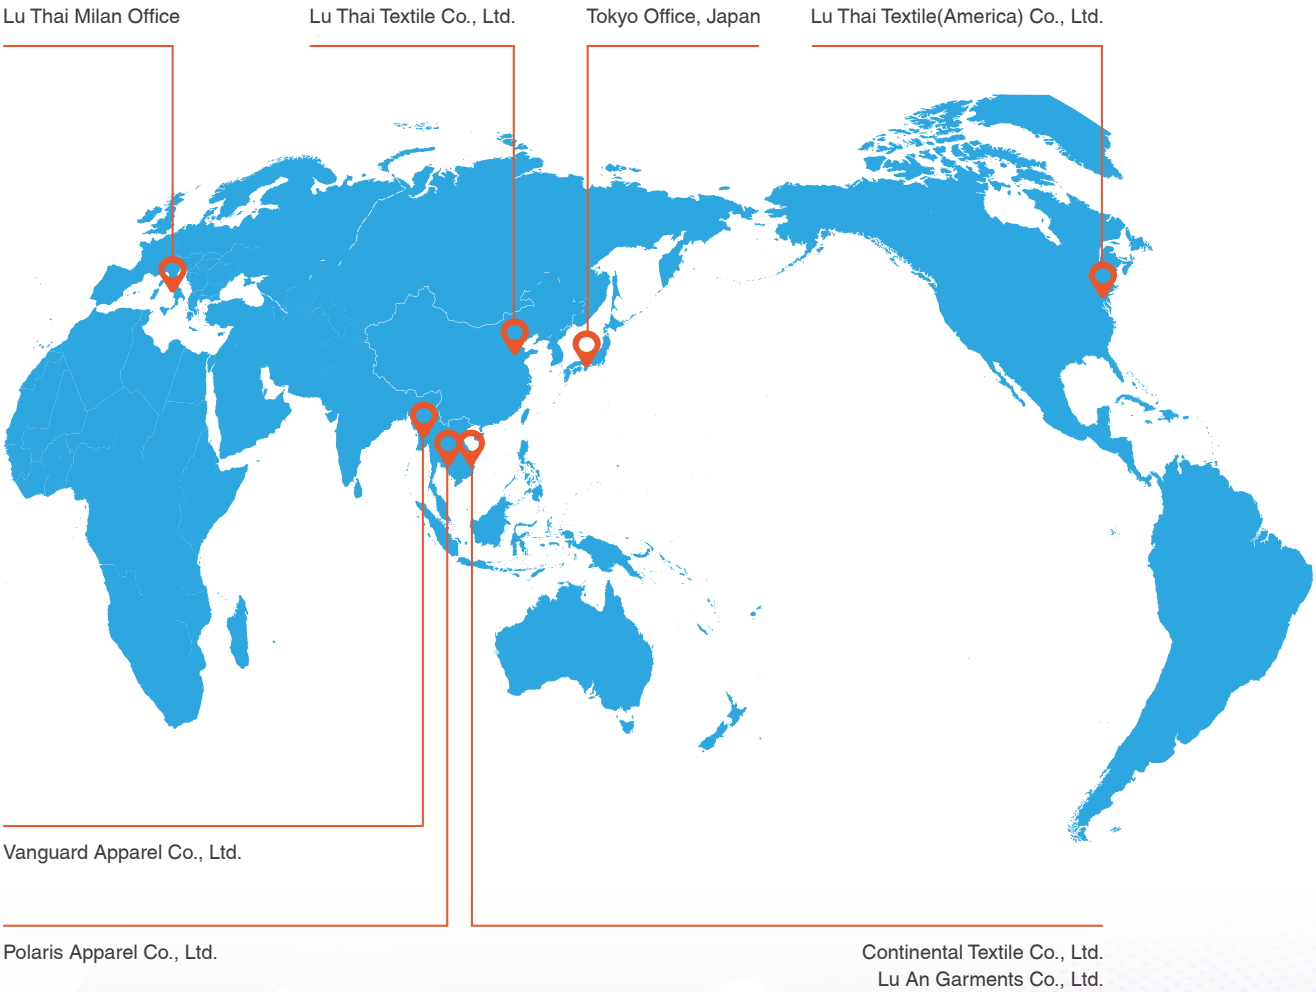 Lu Thai Milan Office
Lu Thai Textile Co., Ltd.
Tokyo Office, Japan
Lu Thai Textile(America) Co., Ltd.
Vanguard Apparel Co., Ltd.
Polaris Apparel Co., Ltd.
Continental Textile Co., Ltd.
Lu An Garments Co., Ltd.